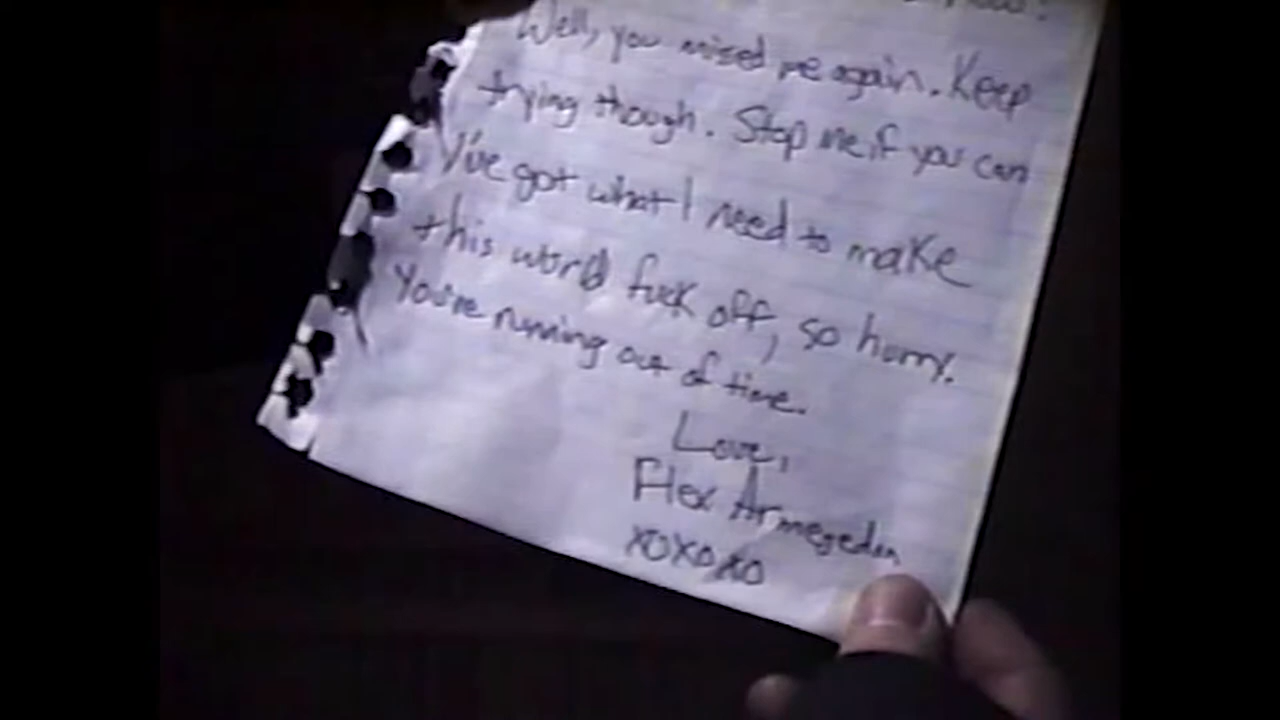 Well, you mised me again. Keep
trying though. Stop me if you can
I've got what I need to make
this world fuck off, so hurry.
You're running out of time.
Love,
Flex Armegedon
XOXOXO